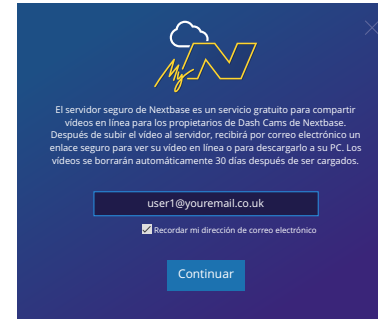 My N
El servidor seguro de Nextbase es un servicio gratuito para compartir
vídeos en línea para los propietarios de Dash Cams de Nextbase.
Después de subir el vídeo al servidor, recibirá por correo electrónico un
enlace seguro para ver su vídeo en línea o para descargarlo a su PC. Los
vídeos se borrarán automáticamente 30 días después de ser cargados.
user1@youremail.co.uk
Recordar mi dirección de correo electrónico
Continuar